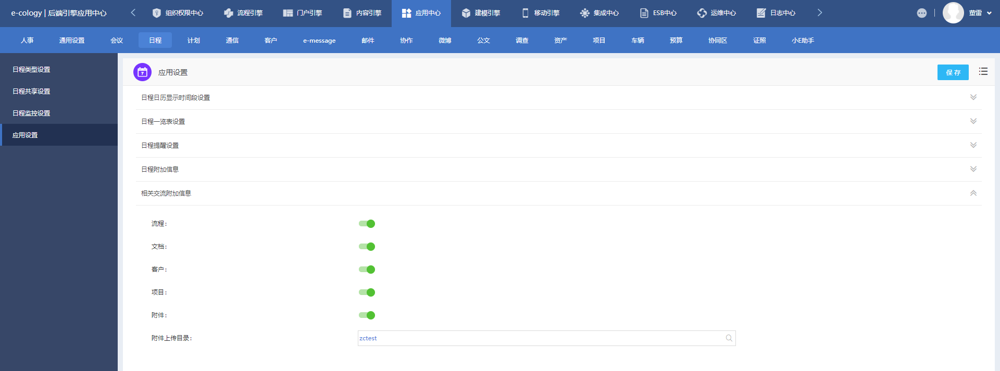 e-cology | 后端引擎应用中心 组织权限中心 流程引擎 门户引擎 内容引擎 应用中心 建模引擎 移动引擎 集成中心 ESB中心 运维中心 日志中心 董雷
人事 通用设置 会议 日程 计划 通信 客户 e-message 邮件 协作 微博 公文 调查 资产 项目 车辆 预算 协同区 证照 小E助手
日程类型设置
日程共享设置
日程监控设置
应用设置
7 应用设置 保存
日程日历显示时间段设置
日程一览表设置
日程提醒设置
日程附加信息
相关交流附加信息
流程:
文档:
客户:
项目:
附件:
附件上传目录: zctest